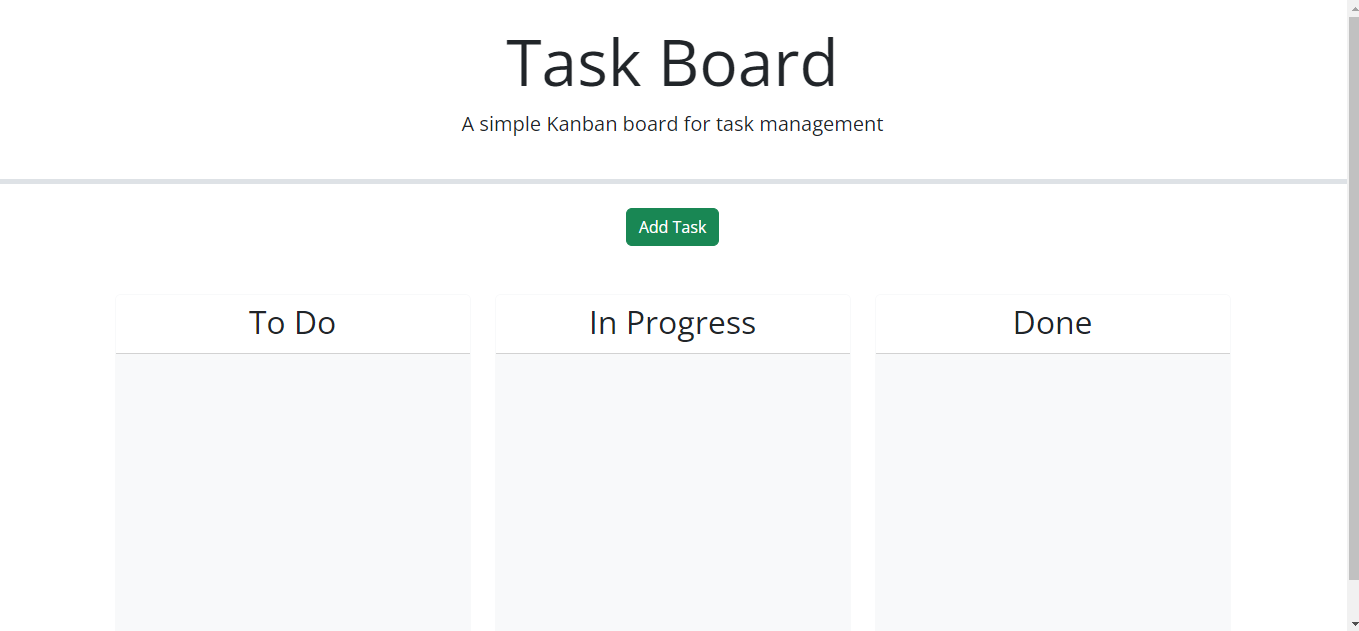 Task Board
A simple Kanban board for task management
Add Task
To Do
In Progress
Done